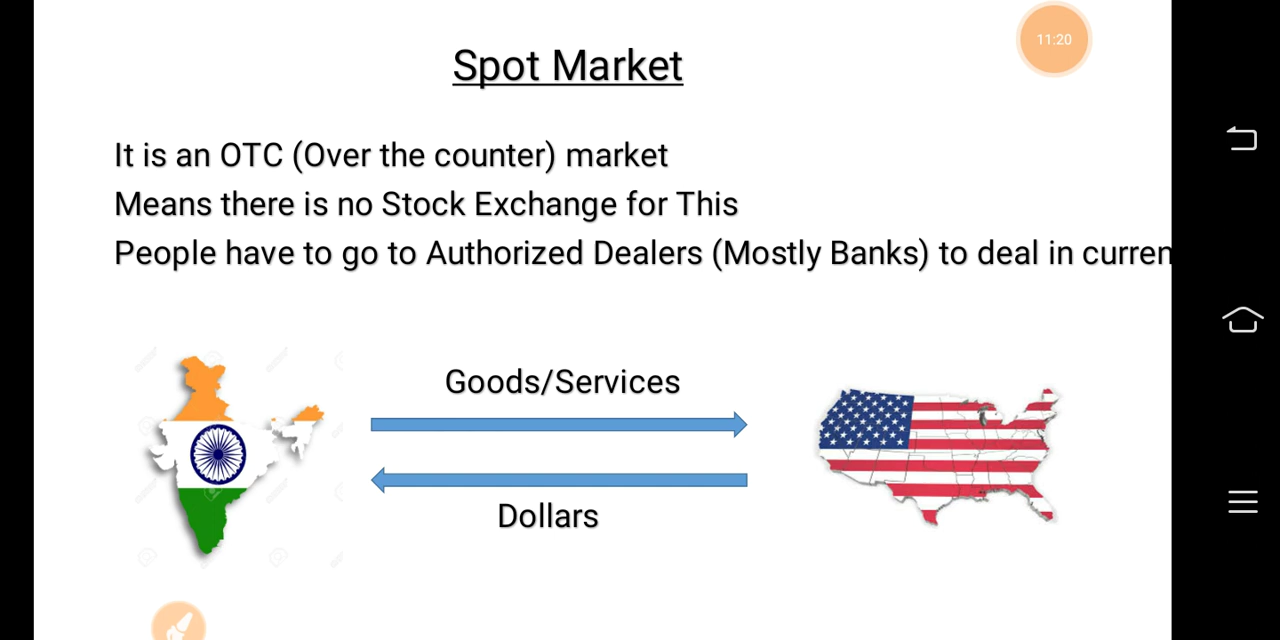 11:20
Spot Market
It is an OTC (Over the counter) market
Means there is no Stock Exchange for This
People have to go to Authorized Dealers (Mostly Banks) to deal in curren
Goods/Services
Dollars